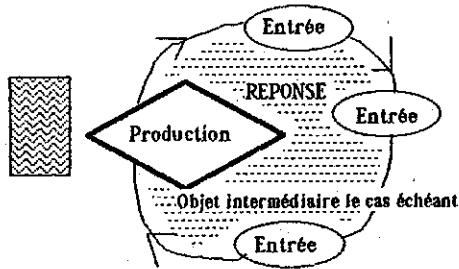 Entrée
REPONSE
Entrée
Production
Objet intermédiaire le cas échéant
Entrée